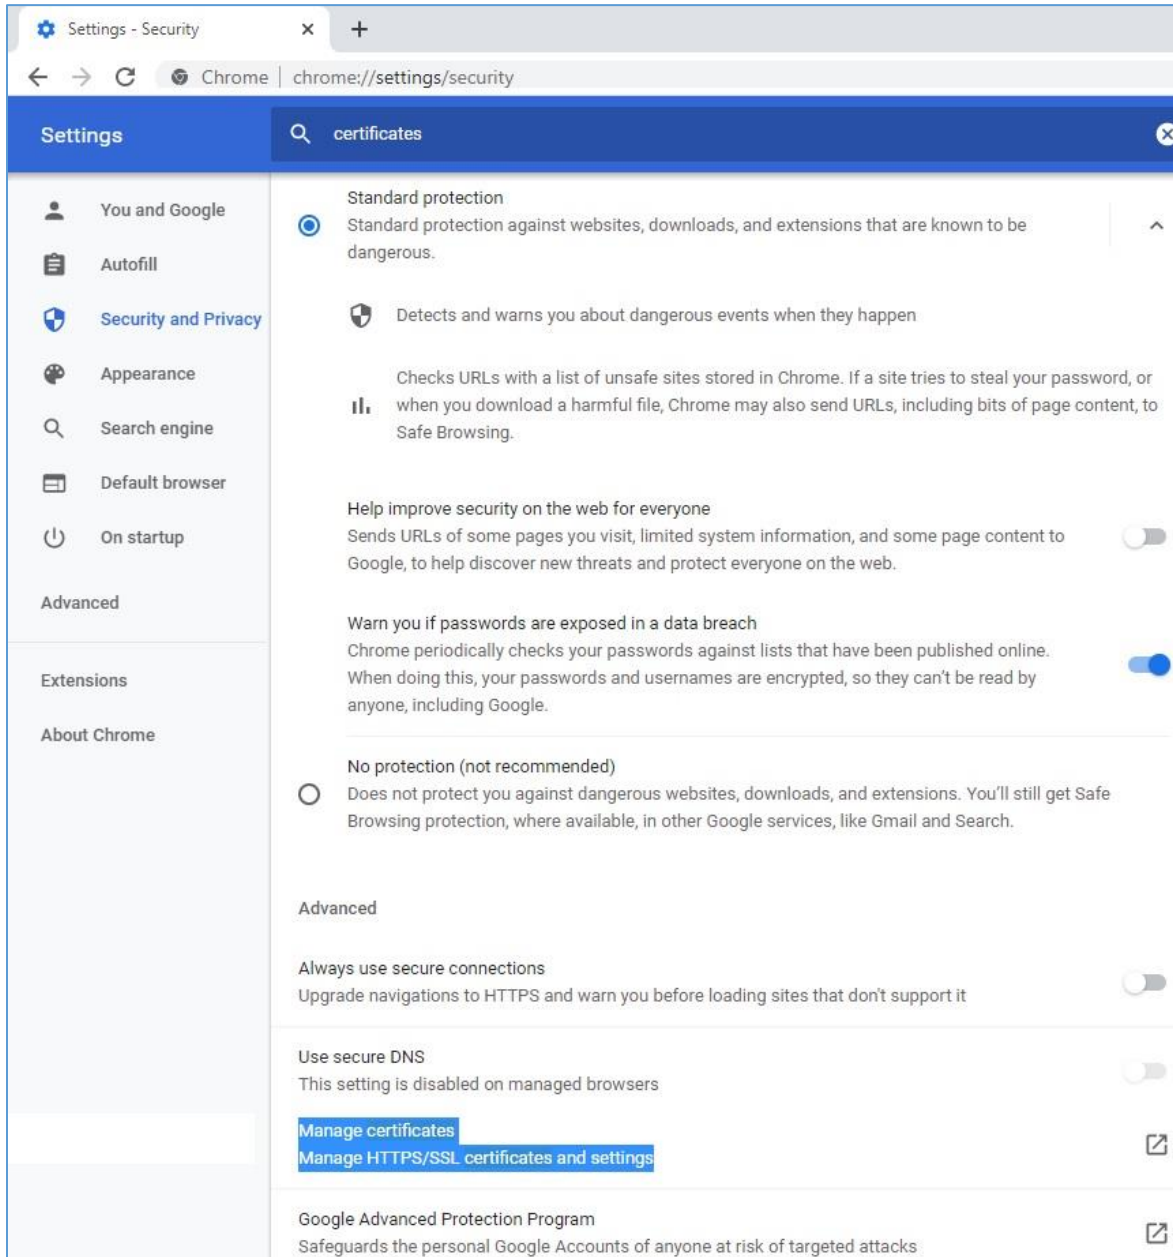 Settings - Security
Chrome | chrome://settings/security
Settings
certificates
You and Google
Autofill
Security and Privacy
Appearance
Search engine
Default browser
On startup
Advanced
Extensions
About Chrome
Standard protection
Standard protection against websites, downloads, and extensions that are known to be
dangerous.
Detects and warns you about dangerous events when they happen
Checks URLs with a list of unsafe sites stored in Chrome. If a site tries to steal your password, or
when you download a harmful file, Chrome may also send URLs, including bits of page content, to
Safe Browsing.
Help improve security on the web for everyone
Sends URLs of some pages you visit, limited system information, and some page content to
Google, to help discover new threats and protect everyone on the web.
Warn you if passwords are exposed in a data breach
Chrome periodically checks your passwords against lists that have been published online.
When doing this, your passwords and usernames are encrypted, so they can't be read by
anyone, including Google.
No protection (not recommended)
Does not protect you against dangerous websites, downloads, and extensions. You'll still get Safe
Browsing protection, where available, in other Google services, like Gmail and Search.
Advanced
Always use secure connections
Upgrade navigations to HTTPS and warn you before loading sites that don't support it
Use secure DNS
This setting is disabled on managed browsers
Manage certificates
Manage HTTPS/SSL certificates and settings
Google Advanced Protection Program
Safeguards the personal Google Accounts of anyone at risk of targeted attacks